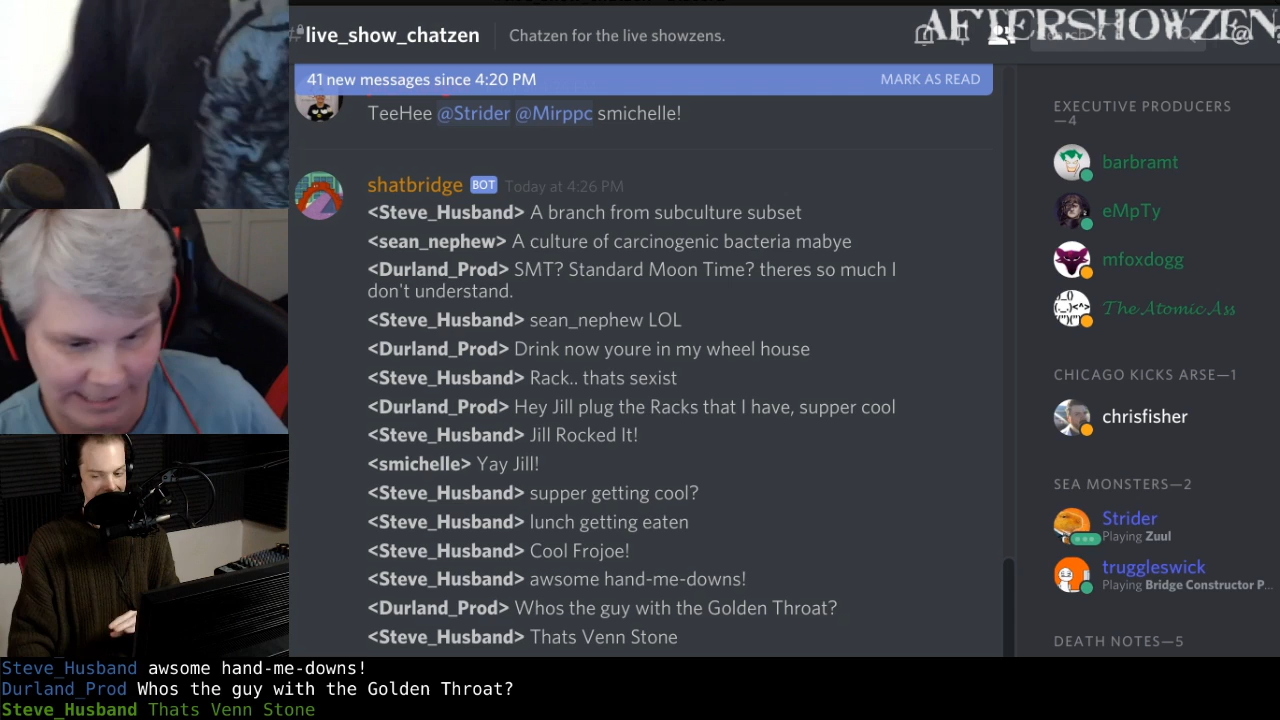 AFTERSHOWZEN
live_show_chatzen
Chatzen for the live showzens.
41 new messages since 4:20 PM
MARK AS READ
TeeHee @Strider @Mirppc smichelle!
shatbridge BOT Today at 4:26 PM
<Steve_Husband> A branch from subculture subset
<sean_nephew> A culture of carcinogenic bacteria mabye
<Durland_Prod> SMT? Standard Moon Time? theres so much I
don't understand.
<Steve_Husband> sean_nephew LOL
<Durland_Prod> Drink now youre in my wheel house
<Steve_Husband> Rack.. thats sexist
<Durland_Prod> Hey Jill plug the Racks that I have, supper cool
<Steve_Husband> Jill Rocked It!
<smichelle> Yay Jill!
<Steve_Husband> supper getting cool?
<Steve_Husband> lunch getting eaten
<Steve_Husband> Cool Frojoe!
<Steve_Husband> awsome hand-me-downs!
<Durland_Prod> Whos the guy with the Golden Throat?
<Steve_Husband> Thats Venn Stone
EXECUTIVE PRODUCERS
—4
barbramt
eMpTy
mfoxdogg
The Atomic Ass
CHICAGO KICKS ARSE—1
chrisfisher
SEA MONSTERS—2
Strider
Playing Zuul
truggleswick
Playing Bridge Constructor P...
DEATH NOTES—5
Steve_Husband awsome hand-me-downs!
Durland_Prod Whos the guy with the Golden Throat?
Steve_Husband Thats Venn Stone